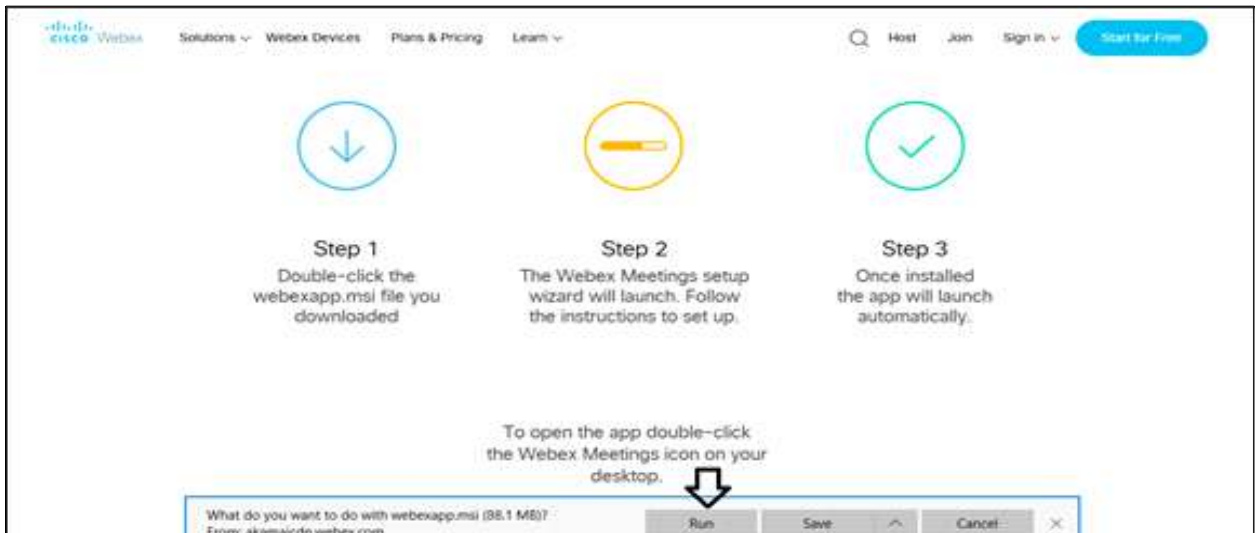 CISCO Webex Solutions Webex Devices Plans & Pricing Learn Host Join Sign in Start for Free
Step 1
Double-click the
webexapp.msi file you
downloaded
Step 2
The Webex Meetings setup
wizard will launch. Follow
the instructions to set up.
Step 3
Once installed
the app will launch
automatically.
To open the app double-click
the Webex Meetings icon on your
desktop.
What do you want to do with webexapp.msi (88.1 MB)?
From: akamaicdn.webex.com
Run Save Cancel